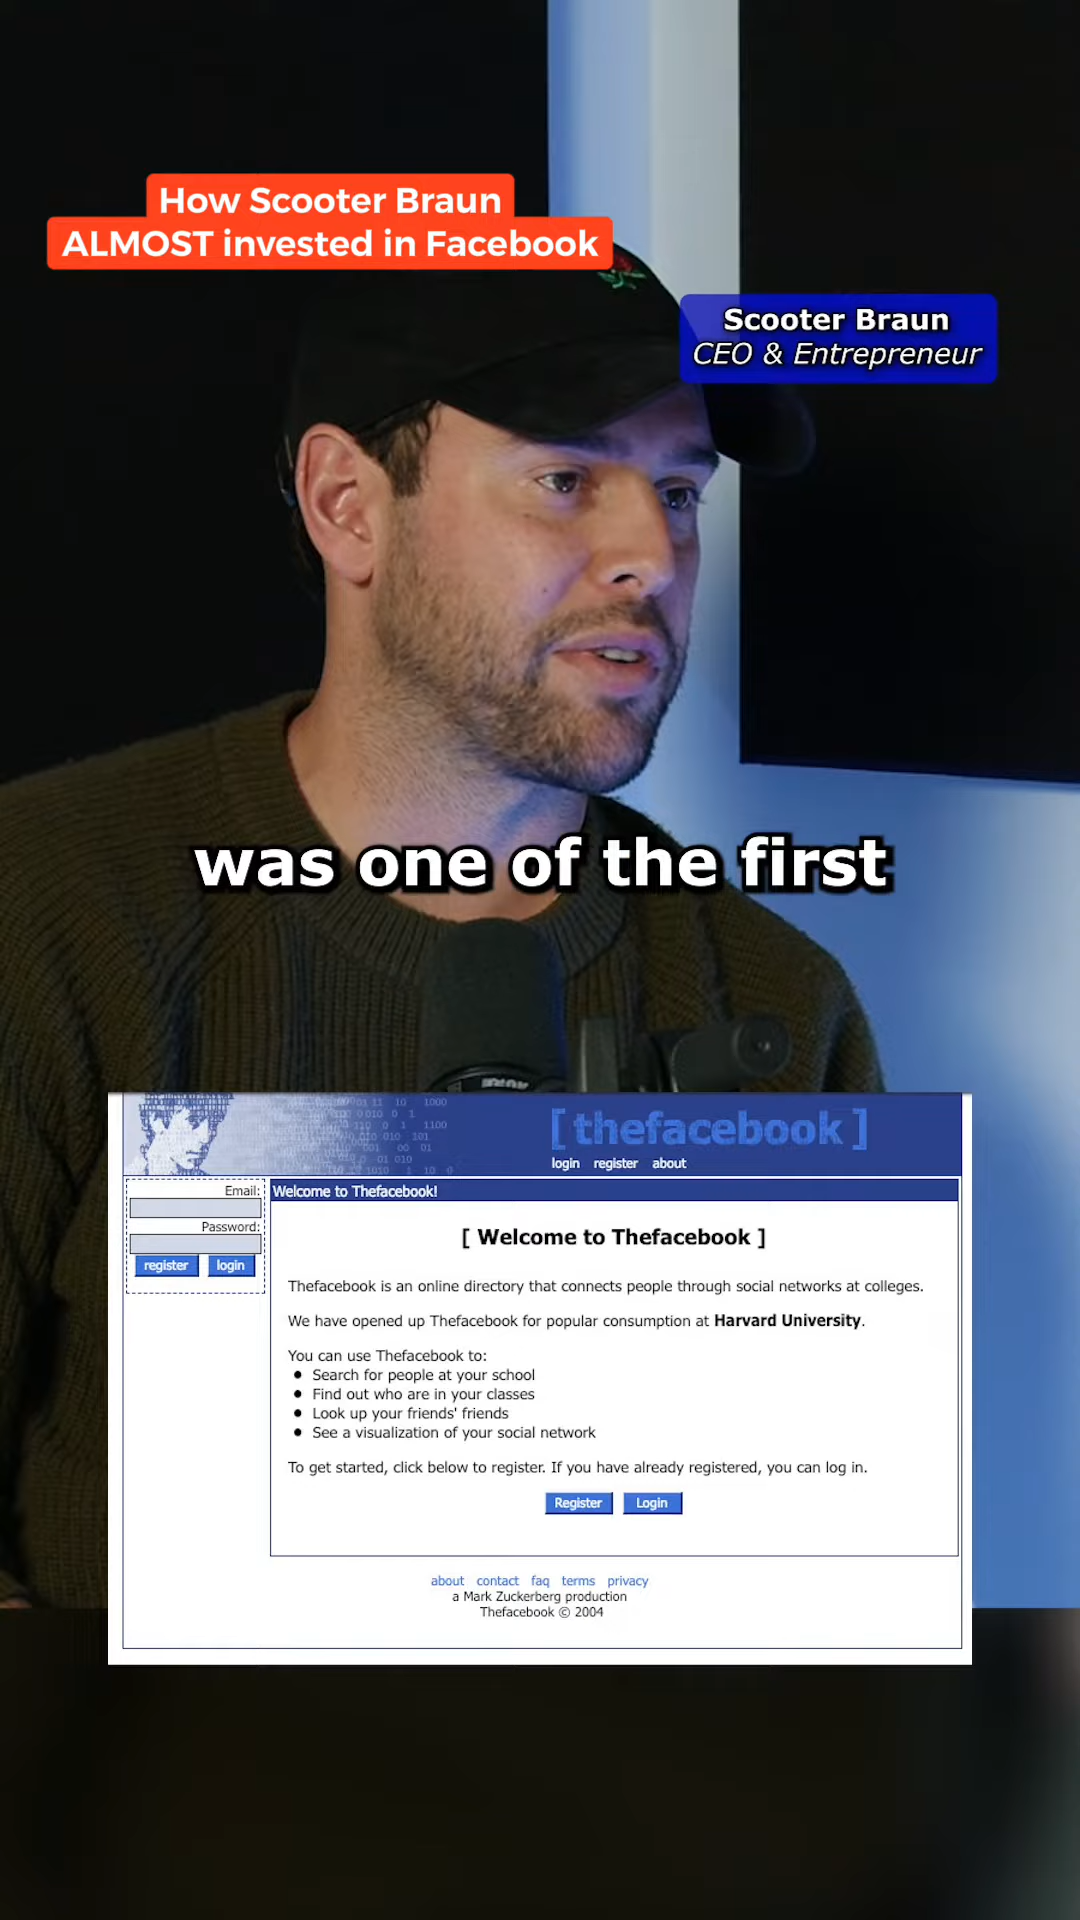 How Scooter Braun
ALMOST invested in Facebook
Scooter Braun
CEO & Entrepreneur
was one of the first
[ thefacebook ]
login register about
Email:
Password:
register login
Welcome to Thefacebook!
[ Welcome to Thefacebook ]
Thefacebook is an online directory that connects people through social networks at colleges.
We have opened up Thefacebook for popular consumption at Harvard University.
You can use Thefacebook to:
• Search for people at your school
• Find out who are in your classes
• Look up your friends' friends
• See a visualization of your social network
To get started, click below to register. If you have already registered, you can log in.
Register Login
about contact faq terms privacy
a Mark Zuckerberg production
Thefacebook © 2004